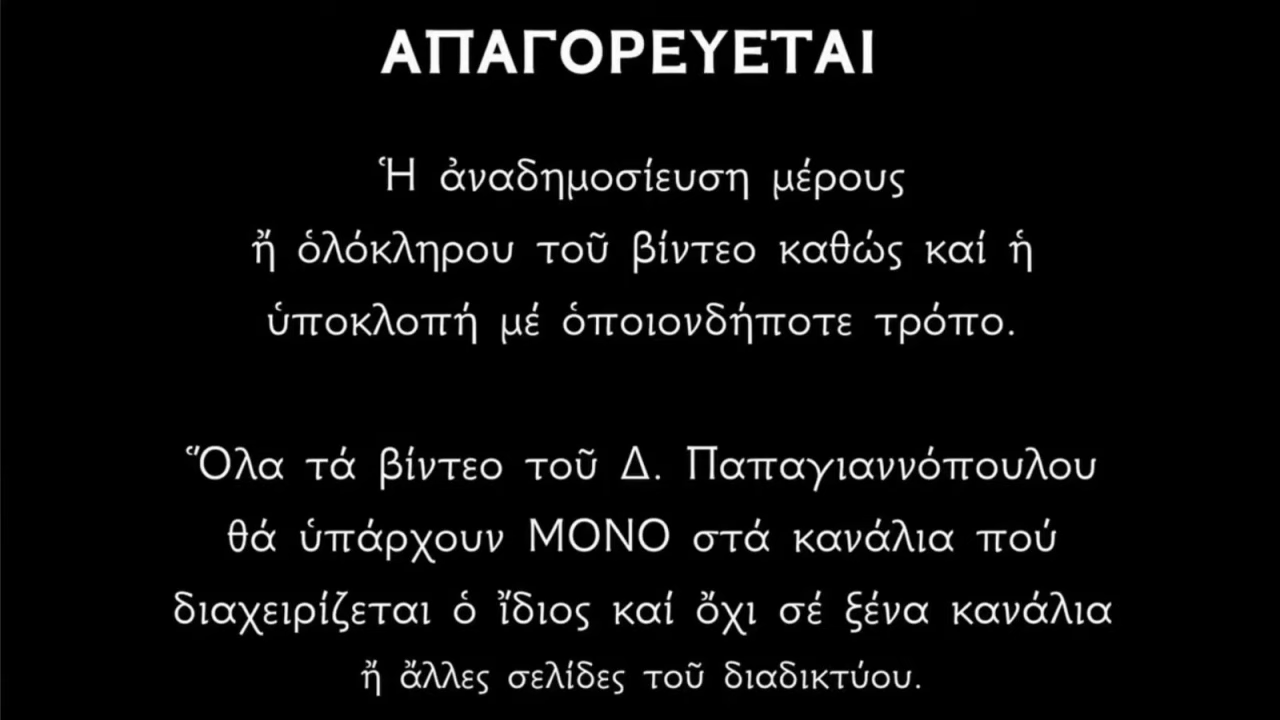 ΑΠΑΓΟΡΕΥΕΤΑΙ
Ἡ ἀναδημοσίευση μέρους
ἤ ὁλόκληρου τοῦ βίντεο καθώς καί ἡ
ὑποκλοπή μέ ὁποιονδήποτε τρόπο.
Ὅλα τά βίντεο τοῦ Δ. Παπαγιαννόπουλου
θά ὑπάρχουν ΜΟΝΟ στά κανάλια πού
διαχειρίζεται ὁ ἴδιος καί ὄχι σέ ξένα κανάλια
ἤ ἄλλες σελίδες τοῦ διαδικτύου.